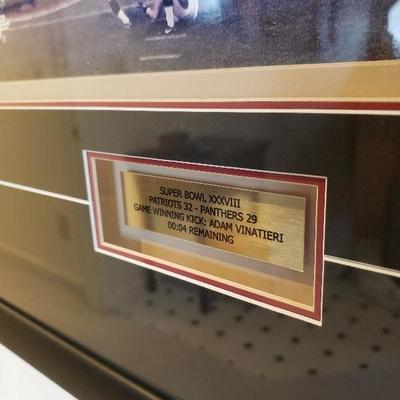 SUPER BOWL XXXVIII
PATRIOTS 32 - PANTHERS 29
GAME WINNING KICK: ADAM VINATIERI
00:04 REMAINING